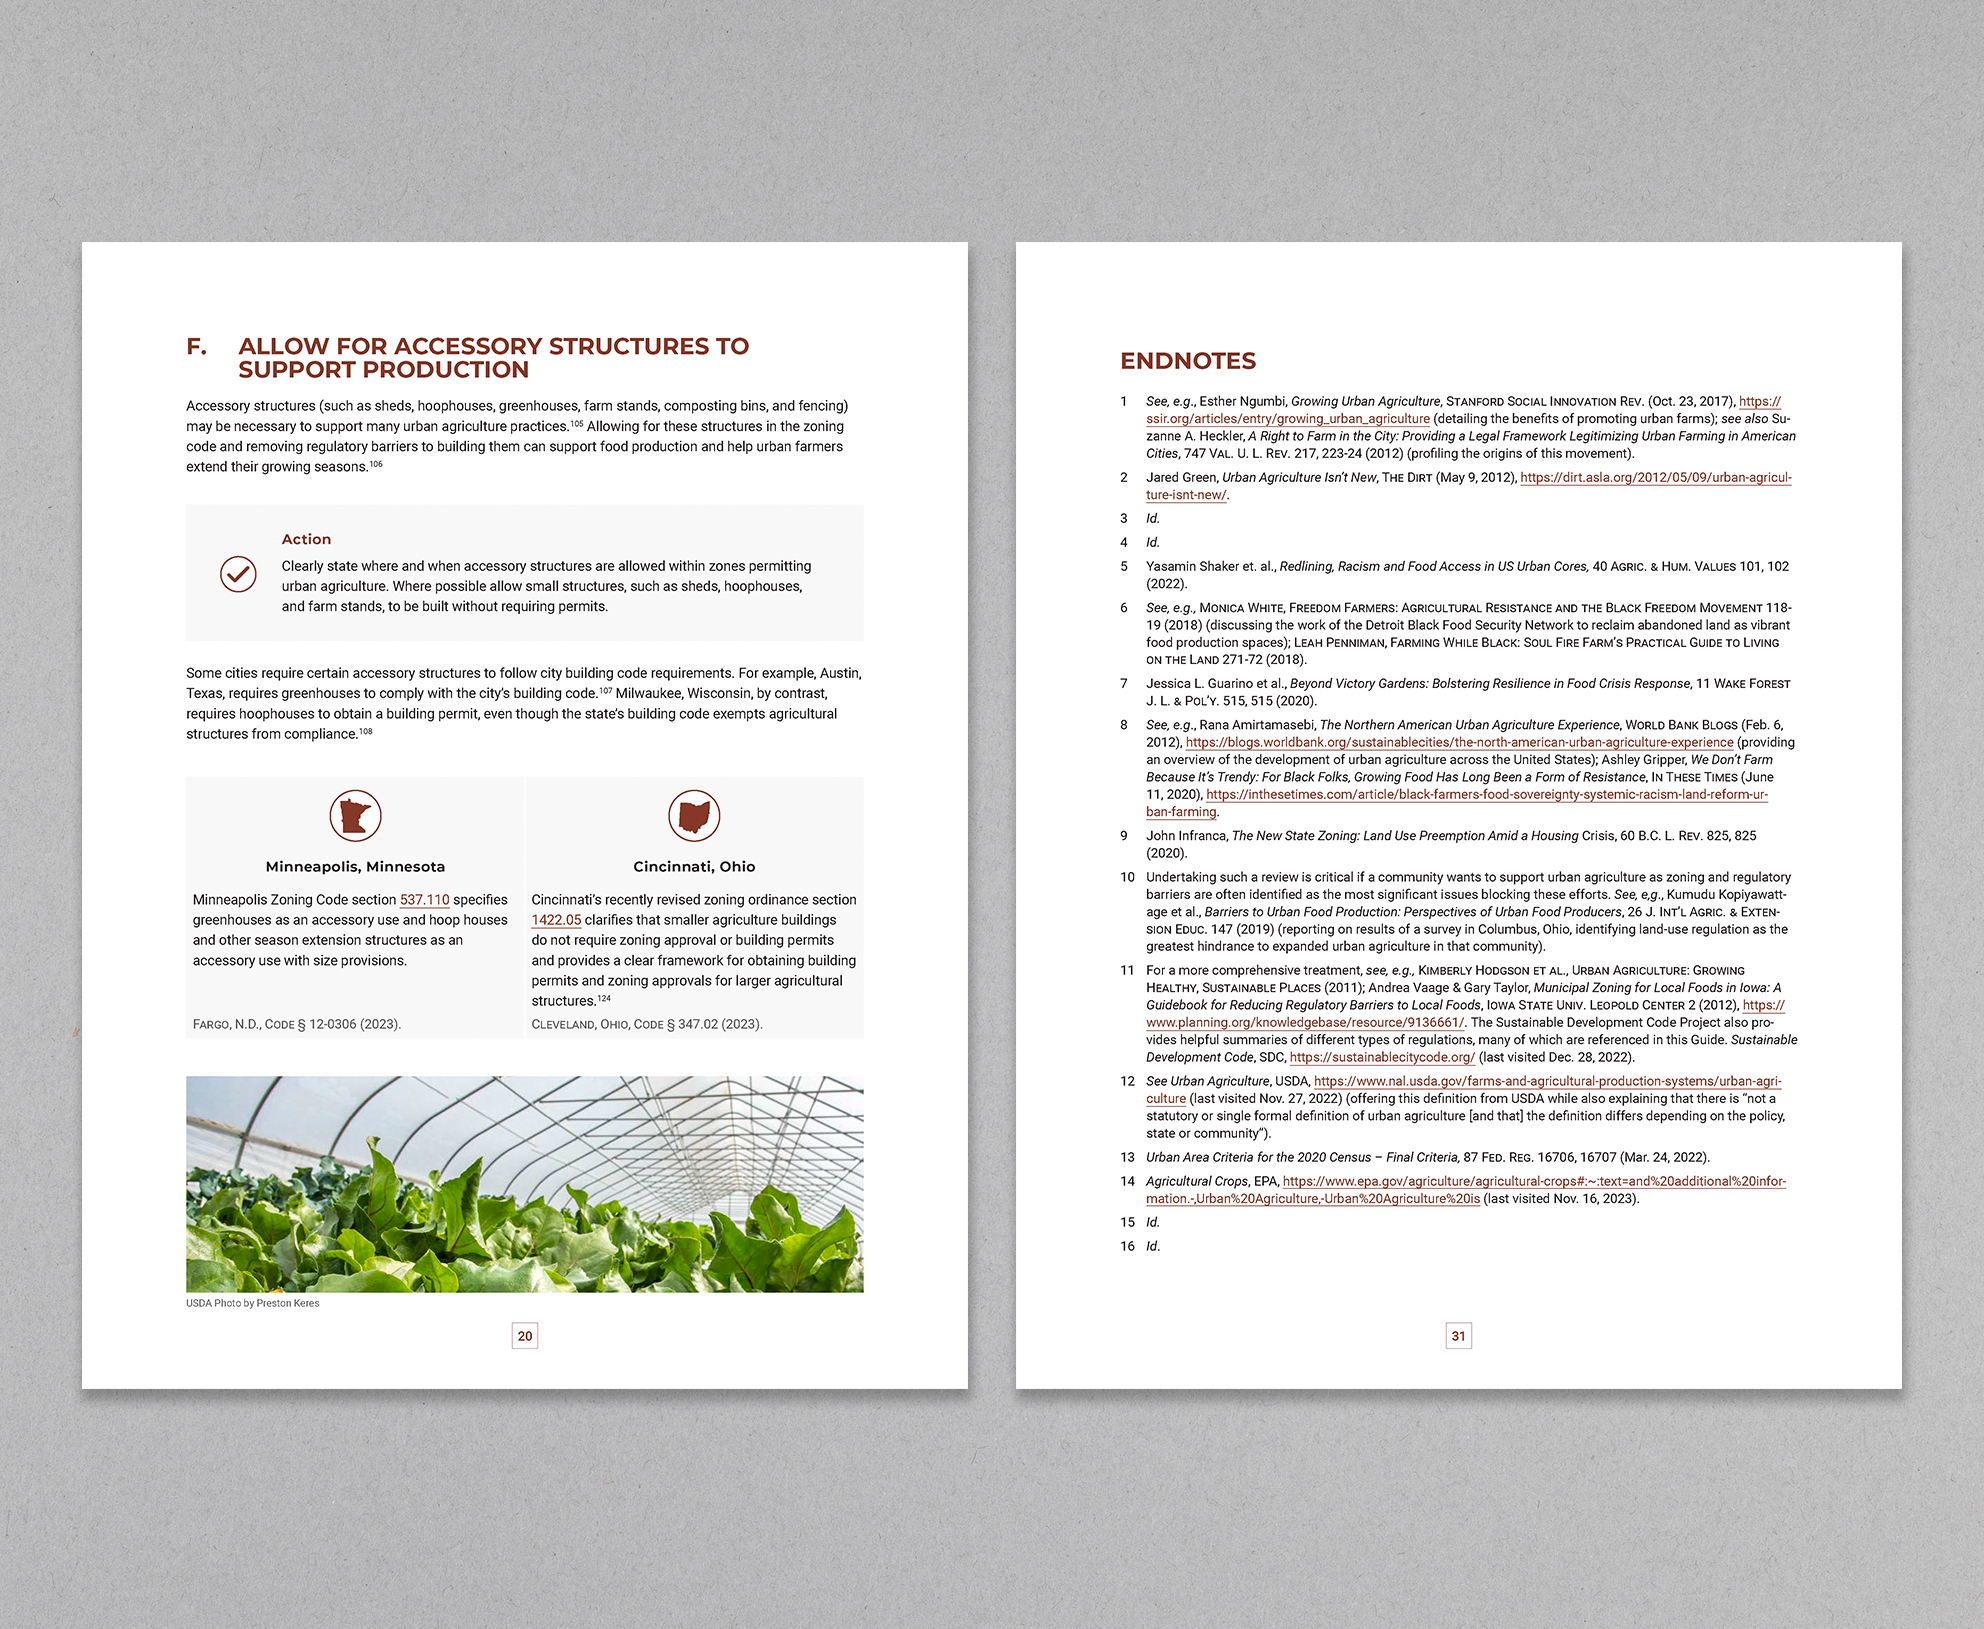 F. ALLOW FOR ACCESSORY STRUCTURES TO
SUPPORT PRODUCTION
Accessory structures (such as sheds, hoophouses, greenhouses, farm stands, composting bins, and fencing)
may be necessary to support many urban agriculture practices.105 Allowing for these structures in the zoning
code and removing regulatory barriers to building them can support food production and help urban farmers
extend their growing seasons.106
Action
Clearly state where and when accessory structures are allowed within zones permitting
urban agriculture. Where possible allow small structures, such as sheds, hoophouses,
and farm stands, to be built without requiring permits.
Some cities require certain accessory structures to follow city building code requirements. For example, Austin,
Texas, requires greenhouses to comply with the city's building code.107 Milwaukee, Wisconsin, by contrast,
requires hoophouses to obtain a building permit, even though the state's building code exempts agricultural
structures from compliance.108
Minneapolis, Minnesota
Minneapolis Zoning Code section 537.110 specifies
greenhouses as an accessory use and hoop houses
and other season extension structures as an
accessory use with size provisions.
FARGO, N.D., CODE § 12-0306 (2023).
Cincinnati, Ohio
Cincinnati's recently revised zoning ordinance section
1422.05 clarifies that smaller agriculture buildings
do not require zoning approval or building permits
and provides a clear framework for obtaining building
permits and zoning approvals for larger agricultural
structures.124
CLEVELAND, OHIO, CODE § 347.02 (2023).
USDA Photo by Preston Keres
20
ENDNOTES
1 See, e.g., Esther Ngumbi, Growing Urban Agriculture, STANFORD SOCIAL INNOVATION REV. (Oct. 23, 2017), https://
ssir.org/articles/entry/growing_urban_agriculture (detailing the benefits of promoting urban farms); see also Su-
zanne A. Heckler, A Right to Farm in the City: Providing a Legal Framework Legitimizing Urban Farming in American
Cities, 747 VAL. U. L. REV. 217, 223-24 (2012) (profiling the origins of this movement).
2 Jared Green, Urban Agriculture Isn't New, THE DIRT (May 9, 2012), https://dirt.asla.org/2012/05/09/urban-agricul-
ture-isnt-new/.
3 Id.
4 Id.
5 Yasamin Shaker et. al., Redlining, Racism and Food Access in US Urban Cores, 40 AGRIC. & HUM. VALUES 101, 102
(2022).
6 See, e.g., MONICA WHITE, FREEDOM FARMERS: AGRICULTURAL RESISTANCE AND THE BLACK FREEDOM MOVEMENT 118-
19 (2018) (discussing the work of the Detroit Black Food Security Network to reclaim abandoned land as vibrant
food production spaces); LEAH PENNIMAN, FARMING WHILE BLACK: SOUL FIRE FARM'S PRACTICAL GUIDE TO LIVING
ON THE LAND 271-72 (2018).
7 Jessica L. Guarino et al., Beyond Victory Gardens: Bolstering Resilience in Food Crisis Response, 11 WAKE FOREST
J. L. & POL'Y. 515, 515 (2020).
8 See, e.g., Rana Amirtamasebi, The Northern American Urban Agriculture Experience, WORLD BANK BLOGS (Feb. 6,
2012), https://blogs.worldbank.org/sustainablecities/the-north-american-urban-agriculture-experience (providing
an overview of the development of urban agriculture across the United States); Ashley Gripper, We Don't Farm
Because It's Trendy: For Black Folks, Growing Food Has Long Been a Form of Resistance, IN THESE TIMES (June
11, 2020), https://inthesetimes.com/article/black-farmers-food-sovereignty-systemic-racism-land-reform-ur-
ban-farming.
9 John Infranca, The New State Zoning: Land Use Preemption Amid a Housing Crisis, 60 B.C. L. REV. 825, 825
(2020).
10 Undertaking such a review is critical if a community wants to support urban agriculture as zoning and regulatory
barriers are often identified as the most significant issues blocking these efforts. See, e,g., Kumudu Kopiyawatt-
age et al., Barriers to Urban Food Production: Perspectives of Urban Food Producers, 26 J. INT'L AGRIC. & EXTEN-
SION EDUC. 147 (2019) (reporting on results of a survey in Columbus, Ohio, identifying land-use regulation as the
greatest hindrance to expanded urban agriculture in that community).
11 For a more comprehensive treatment, see, e.g., KIMBERLY HODGSON ET AL., URBAN AGRICULTURE: GROWING
HEALTHY, SUSTAINABLE PLACES (2011); Andrea Vaage & Gary Taylor, Municipal Zoning for Local Foods in Iowa: A
Guidebook for Reducing Regulatory Barriers to Local Foods, IOWA STATE UNIV. LEOPOLD CENTER 2 (2012), https://
www.planning.org/knowledgebase/resource/9136661/. The Sustainable Development Code Project also pro-
vides helpful summaries of different types of regulations, many of which are referenced in this Guide. Sustainable
Development Code, SDC, https://sustainablecitycode.org/ (last visited Dec. 28, 2022).
12 See Urban Agriculture, USDA, https://www.nal.usda.gov/farms-and-agricultural-production-systems/urban-agri-
culture (last visited Nov. 27, 2022) (offering this definition from USDA while also explaining that there is "not a
statutory or single formal definition of urban agriculture [and that] the definition differs depending on the policy,
state or community").
13 Urban Area Criteria for the 2020 Census – Final Criteria, 87 FED. REG. 16706, 16707 (Mar. 24, 2022).
14 Agricultural Crops, EPA, https://www.epa.gov/agriculture/agricultural-crops#:~:text=and%20additional%20infor-
mation.-,Urban%20Agriculture,-Urban%20Agriculture%20is (last visited Nov. 16, 2023).
15 Id.
16 Id.
31